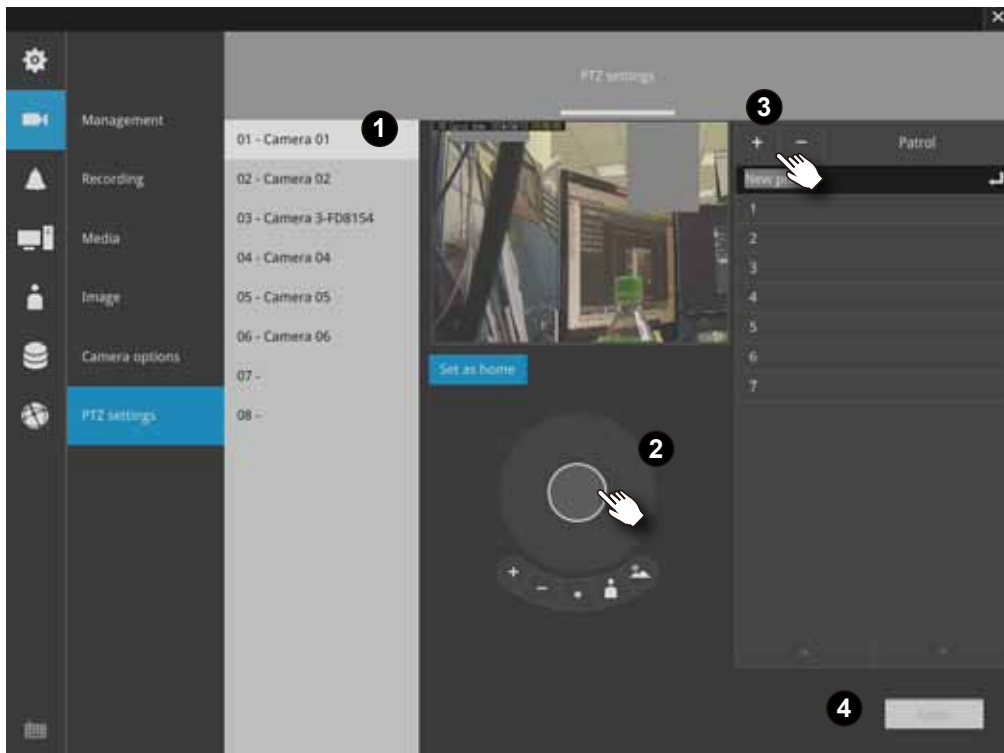 PTZ settings
Management
Recording
Media
Image
Camera options
PTZ settings
1
01 - Camera 01
02 - Camera 02
03 - Camera 3-FD8154
04 - Camera 04
05 - Camera 05
06 - Camera 06
07 -
08 -
Set as home
2
+
-
3
+ - Patrol
New
1
2
3
4
5
6
7
4